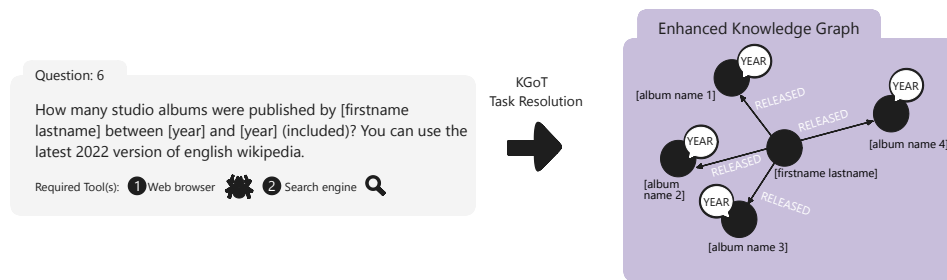 Question: 6
How many studio albums were published by [firstname
lastname] between [year] and [year] (included)? You can use the
latest 2022 version of english wikipedia.
Required Tool(s): 1 Web browser 2 Search engine
KGoT
Task Resolution
Enhanced Knowledge Graph
YEAR
[album name 1]
RELEASED
YEAR
RELEASED
[album name 4]
YEAR
RELEASED
[firstname lastname]
[album
name 2]
YEAR
RELEASED
[album name 3]